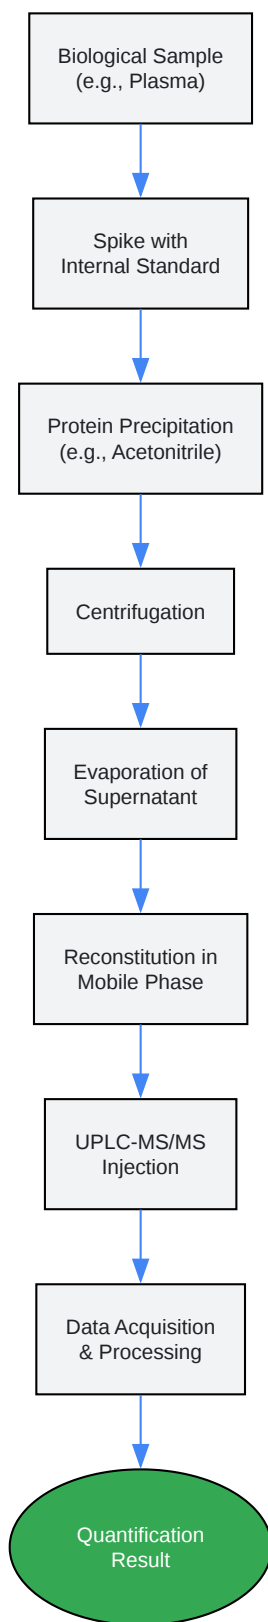 Biological Sample
(e.g., Plasma)
Spike with
Internal Standard
Protein Precipitation
(e.g., Acetonitrile)
Centrifugation
Evaporation of
Supernatant
Reconstitution in
Mobile Phase
UPLC-MS/MS
Injection
Data Acquisition
& Processing
Quantification
Result